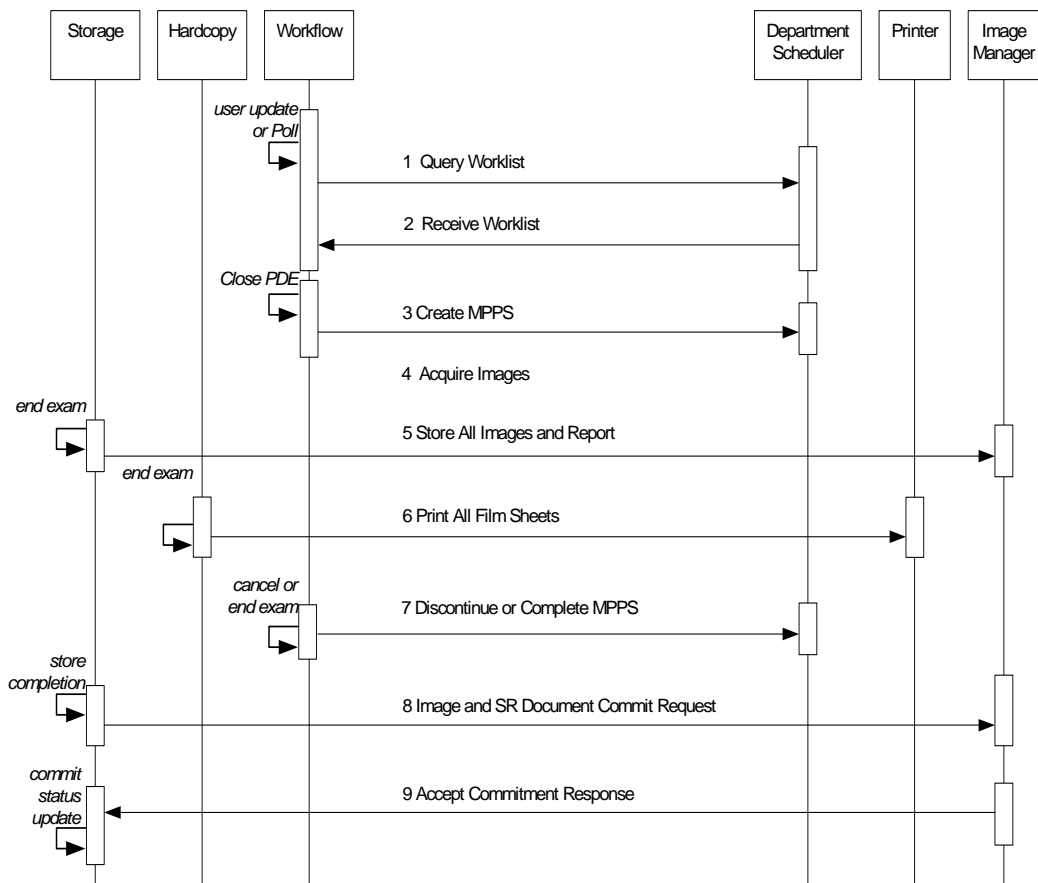 Storage
Hardcopy
Workflow
Department
Scheduler
Printer
Image
Manager
user update
or Poll
1 Query Worklist
2 Receive Worklist
Close PDE
3 Create MPPS
4 Acquire Images
end exam
5 Store All Images and Report
end exam
6 Print All Film Sheets
cancel or
end exam
7 Discontinue or Complete MPPS
store
completion
8 Image and SR Document Commit Request
commit
status
update
9 Accept Commitment Response